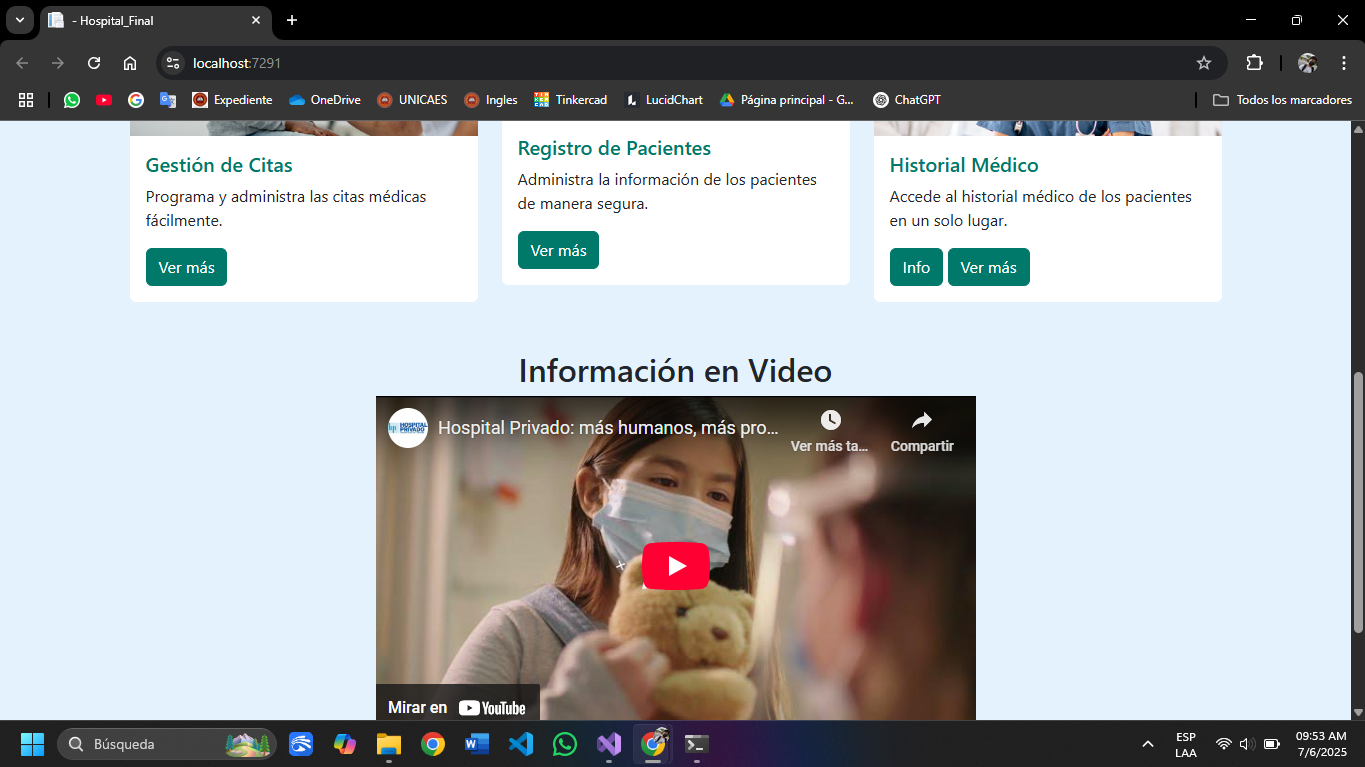 - Hospital_Final
localhost:7291
Expediente
OneDrive
UNICAES
Ingles
Tinkercad
LucidChart
Página principal - G...
ChatGPT
Todos los marcadores
Gestión de Citas
Programa y administra las citas médicas
fácilmente.
Ver más
Registro de Pacientes
Administra la información de los pacientes
de manera segura.
Ver más
Historial Médico
Accede al historial médico de los pacientes
en un solo lugar.
Info
Ver más
Información en Video
HOSPITAL
PRIVADO
Hospital Privado: más humanos, más pro...
Ver más ta...
Compartir
Mirar en YouTube
Búsqueda
ESP
LAA
09:53 AM
7/6/2025